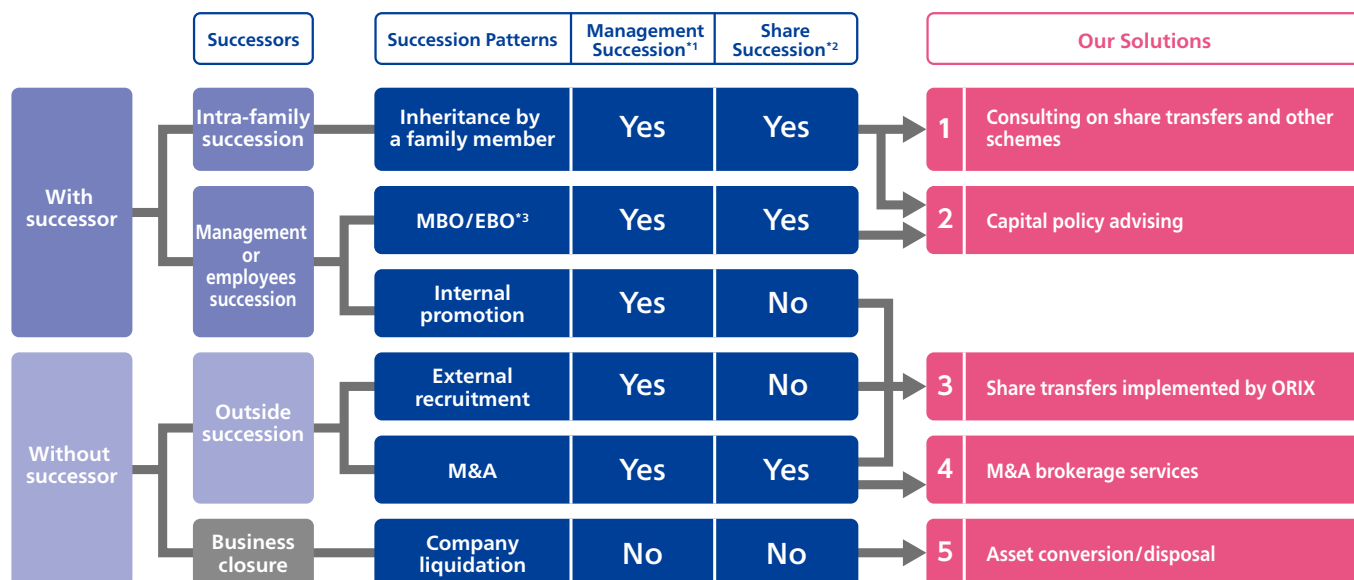 Successors
Succession Patterns
Management
Succession*1
Share
Succession*2
Our Solutions
With
successor
Intra-family
succession
Inheritance by
a family member
Yes
Yes
1
Consulting on share transfers and other
schemes
Management
or
employees
succession
MBO/EBO*3
Yes
Yes
2
Capital policy advising
Internal
promotion
Yes
No
Without
successor
Outside
succession
External
recruitment
Yes
No
3
Share transfers implemented by ORIX
M&A
Yes
Yes
4
M&A brokerage services
Business
closure
Company
liquidation
No
No
5
Asset conversion/disposal